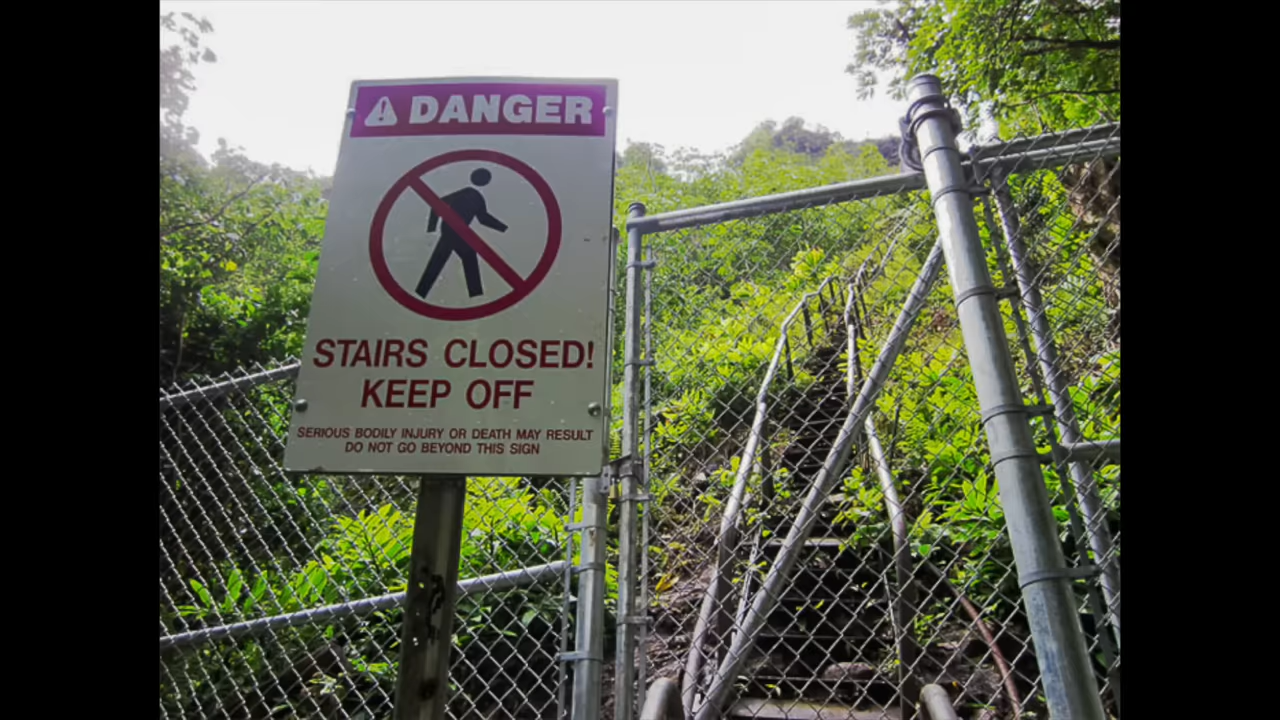 DANGER
STAIRS CLOSED!
KEEP OFF
SERIOUS BODILY INJURY OR DEATH MAY RESULT
DO NOT GO BEYOND THIS SIGN